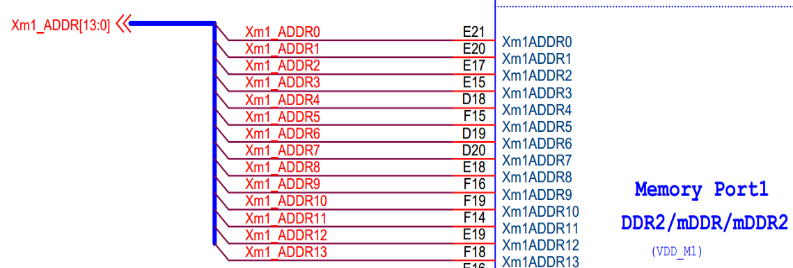 Xm1_ADDR[13:0]
Xm1_ADDR0 E21 Xm1ADDR0
Xm1_ADDR1 E20 Xm1ADDR1
Xm1_ADDR2 E17 Xm1ADDR2
Xm1_ADDR3 E15 Xm1ADDR3
Xm1_ADDR4 D18 Xm1ADDR4
Xm1_ADDR5 F15 Xm1ADDR5
Xm1_ADDR6 D19 Xm1ADDR6
Xm1_ADDR7 D20 Xm1ADDR7
Xm1_ADDR8 E18 Xm1ADDR8
Xm1_ADDR9 F16 Xm1ADDR9
Xm1_ADDR10 F19 Xm1ADDR10
Xm1_ADDR11 F14 Xm1ADDR11
Xm1_ADDR12 E19 Xm1ADDR12
Xm1_ADDR13 F18 Xm1ADDR13
E16
Memory Port1
DDR2/mDDR/mDDR2
(VDD_M1)